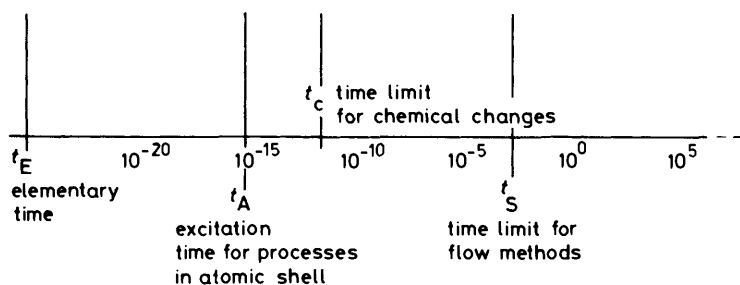 t_c time limit
for chemical changes
t_E 10^-20 10^-15 10^-10 10^-5 10^0 10^5
elementary
time
t_A
excitation
time for processes
in atomic shell
t_S
time limit for
flow methods